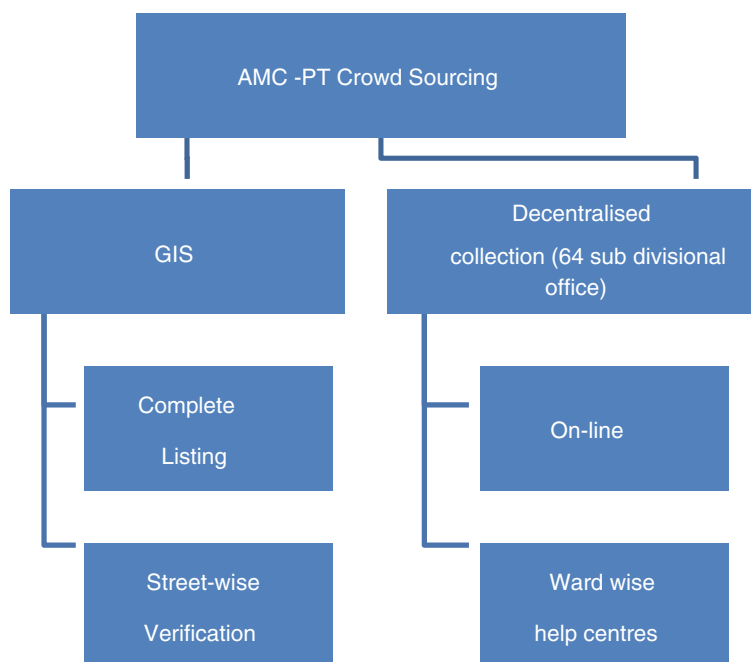 AMC -PT Crowd Sourcing
GIS
Decentralised
collection (64 sub divisional
office)
Complete
Listing
On-line
Street-wise
Verification
Ward wise
help centres